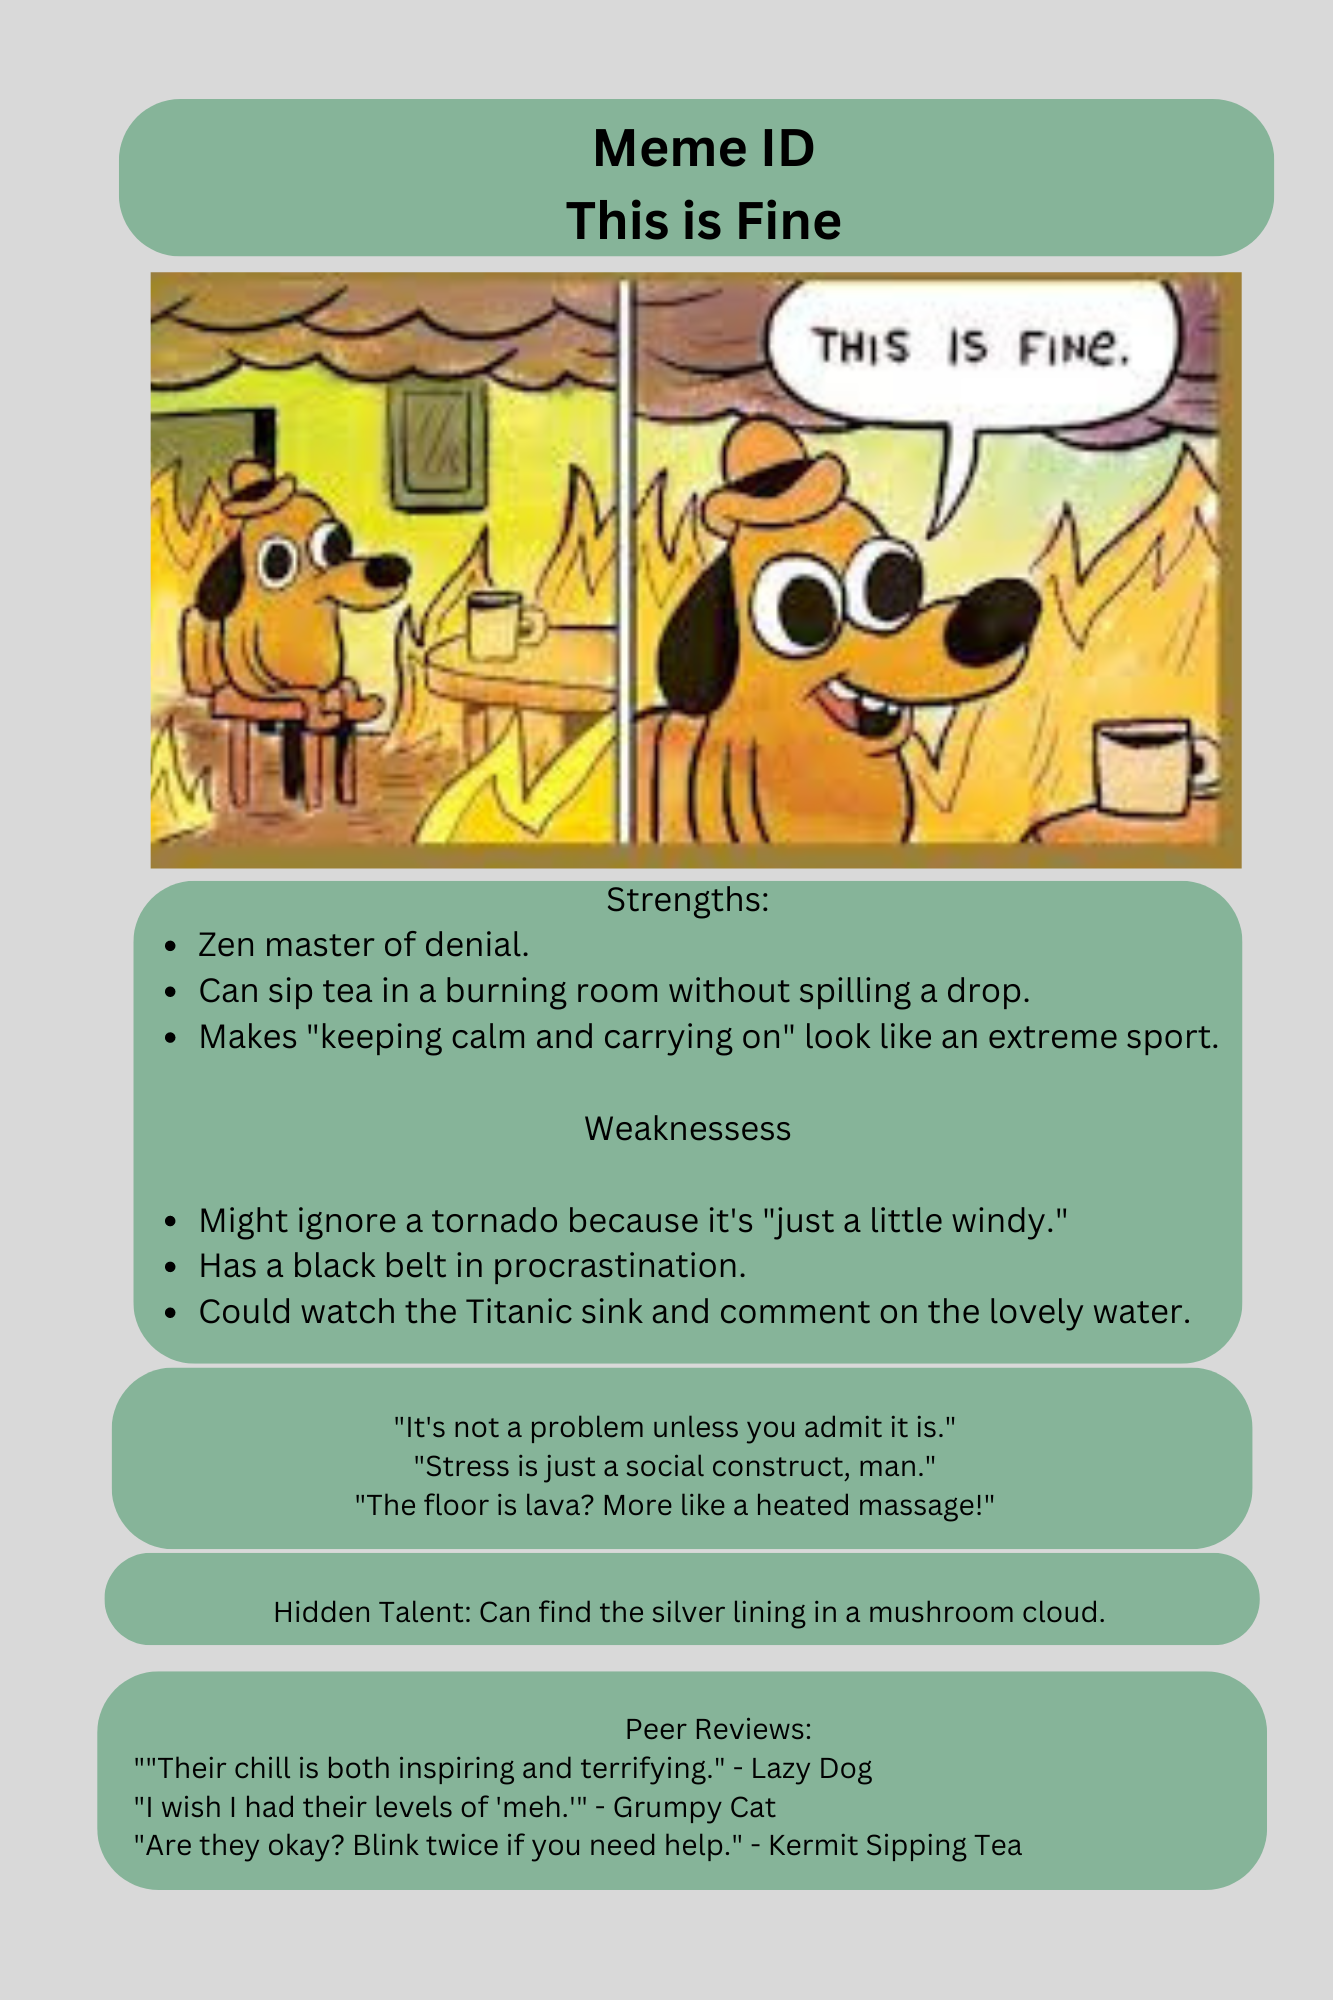 Meme ID
This is Fine
THIS IS FINE.
Strengths:
• Zen master of denial.
• Can sip tea in a burning room without spilling a drop.
• Makes "keeping calm and carrying on" look like an extreme sport.
Weaknessess
• Might ignore a tornado because it's "just a little windy."
• Has a black belt in procrastination.
• Could watch the Titanic sink and comment on the lovely water.
"It's not a problem unless you admit it is."
"Stress is just a social construct, man."
"The floor is lava? More like a heated massage!"
Hidden Talent: Can find the silver lining in a mushroom cloud.
Peer Reviews:
""Their chill is both inspiring and terrifying." - Lazy Dog
"I wish I had their levels of 'meh.'" - Grumpy Cat
"Are they okay? Blink twice if you need help." - Kermit Sipping Tea